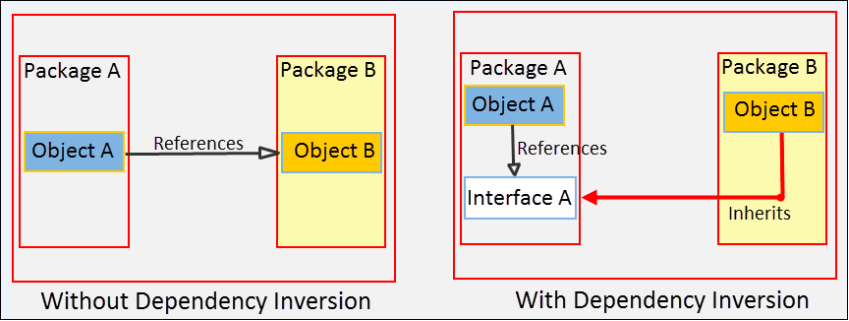 Package A
Package B
Object A
References
Object B
Without Dependency Inversion
Package A
Package B
Object A
Object B
References
Interface A
Inherits
With Dependency Inversion